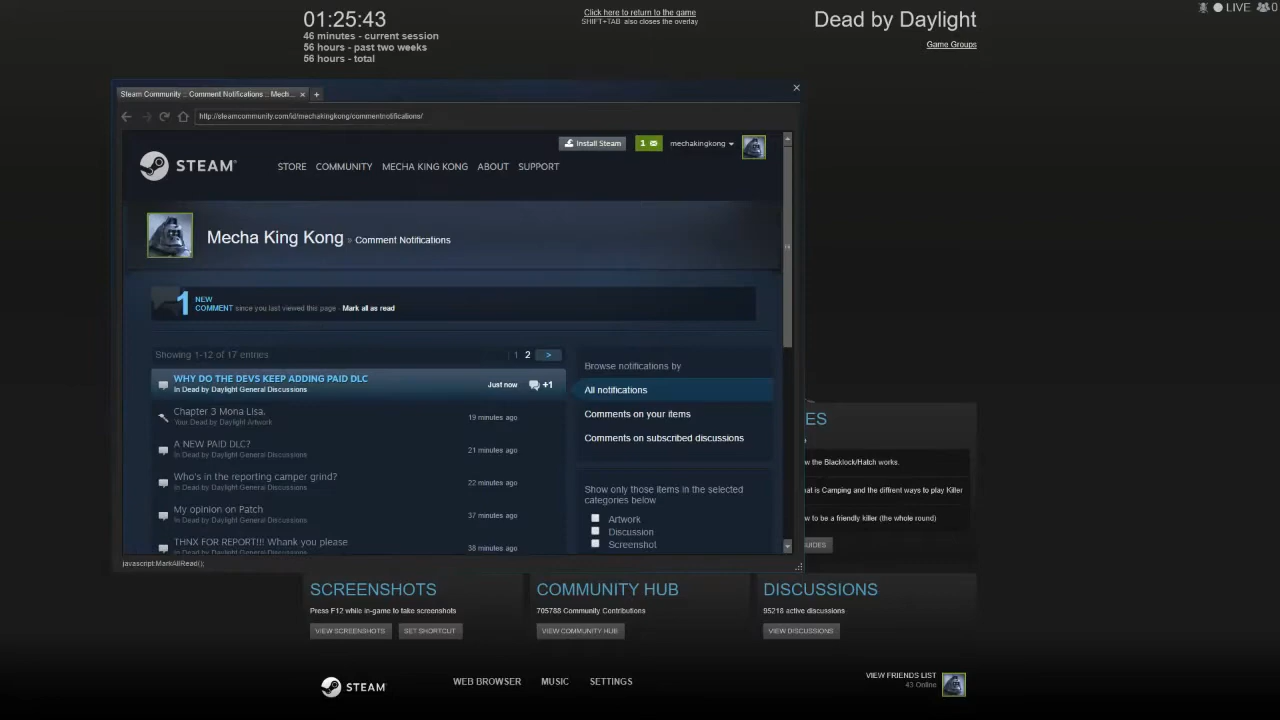 01:25:43
46 minutes - current session
56 hours - past two weeks
56 hours - total
Click here to return to the game
SHIFT+TAB also closes the overlay
LIVE 0
Dead by Daylight
Game Groups
Steam Community :: Comment Notifications :: Mech...
http://steamcommunity.com/id/mechakingkong/commentnotifications/
Install Steam
1
mechakingkong
STEAM
STORE COMMUNITY MECHA KING KONG ABOUT SUPPORT
Mecha King Kong » Comment Notifications
1 NEW
COMMENT since you last viewed this page - Mark all as read
Showing 1-12 of 17 entries
1 2 >
WHY DO THE DEVS KEEP ADDING PAID DLC
In Dead by Daylight General Discussions
Just now
+1
Chapter 3 Mona Lisa.
Your Dead by Daylight Artwork
19 minutes ago
A NEW PAID DLC?
In Dead by Daylight General Discussions
21 minutes ago
Who's in the reporting camper grind?
In Dead by Daylight General Discussions
22 minutes ago
My opinion on Patch
In Dead by Daylight General Discussions
37 minutes ago
THNX FOR REPORT!!! Whank you please
In Dead by Daylight General Discussions
38 minutes ago
Browse notifications by
All notifications
Comments on your items
Comments on subscribed discussions
Show only those items in the selected
categories below
Artwork
Discussion
Screenshot
javascript:MarkAllRead();
ES
w the Blacklock/Hatch works.
at is Camping and the diffrent ways to play Killer
w to be a friendly killer (the whole round)
UIDES
SCREENSHOTS
Press F12 while in-game to take screenshots
VIEW SCREENSHOTS
SET SHORTCUT
COMMUNITY HUB
705788 Community Contributions
VIEW COMMUNITY HUB
DISCUSSIONS
95218 active discussions
VIEW DISCUSSIONS
STEAM
WEB BROWSER MUSIC SETTINGS
VIEW FRIENDS LIST
43 Online